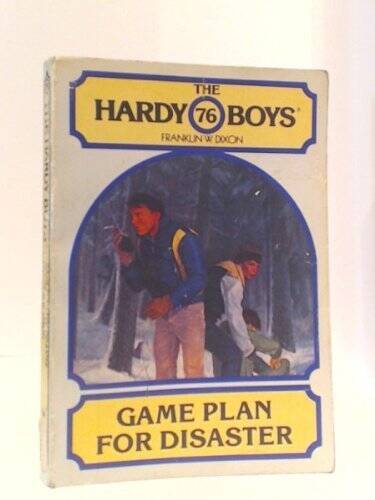 THE
HARDY 76 BOYS®
FRANKLIN W. DIXON
GAME PLAN
FOR DISASTER